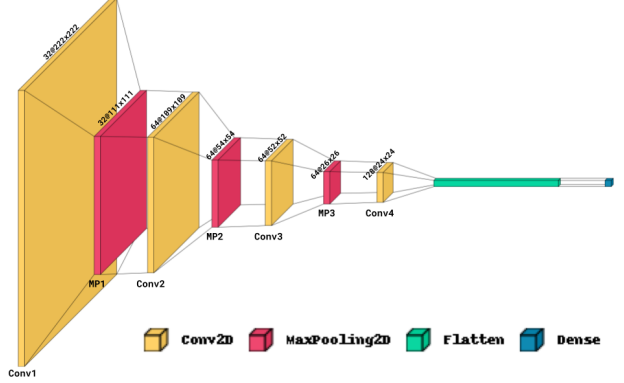 32@222x222
32@111x111
64@109x109
64@54x54
64@52x52
64@26x26
128@24x24
MP3
Conv4
MP2
Conv3
MP1
Conv2
Conv1
Conv2D
MaxPooling2D
Flatten
Dense